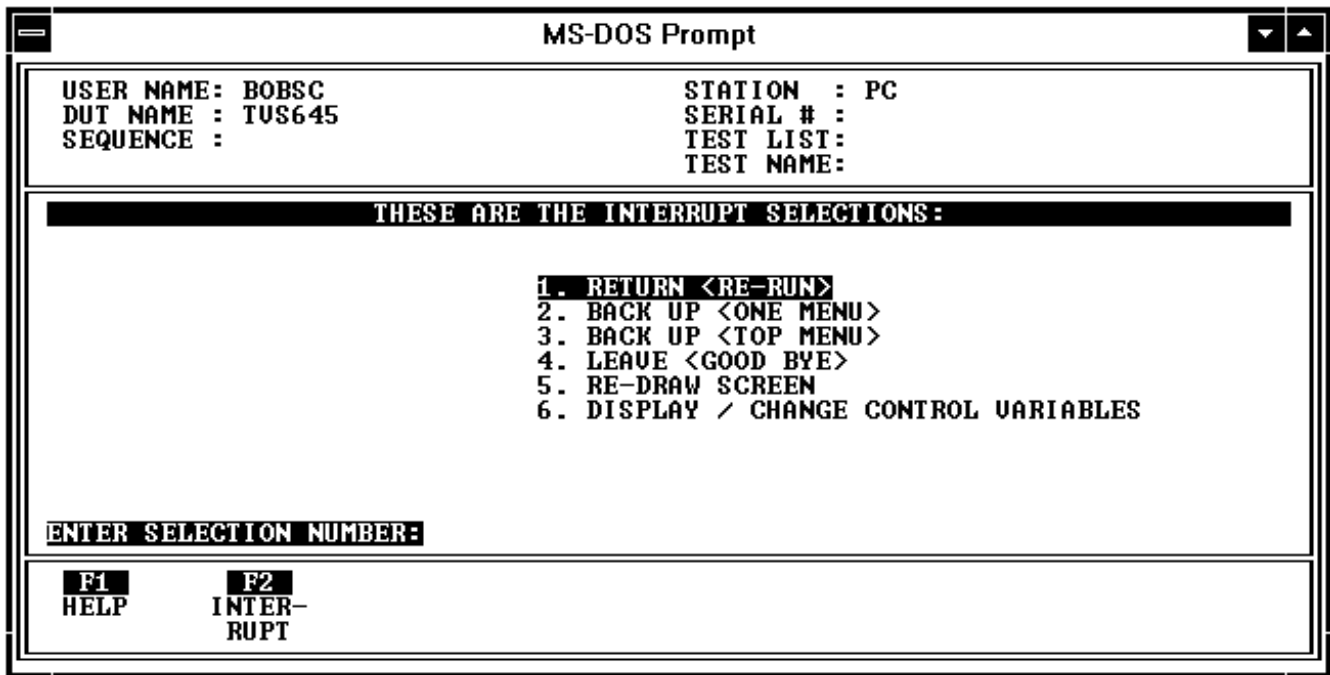 MS-DOS Prompt
USER NAME: BOBSC
DUT NAME : TVS645
SEQUENCE :
STATION : PC
SERIAL # :
TEST LIST:
TEST NAME:
THESE ARE THE INTERRUPT SELECTIONS:
1. RETURN <RE-RUN>
2. BACK UP <ONE MENU>
3. BACK UP <TOP MENU>
4. LEAVE <GOOD BYE>
5. RE-DRAW SCREEN
6. DISPLAY / CHANGE CONTROL VARIABLES
ENTER SELECTION NUMBER:
F1
HELP
F2
INTER-
RUPT